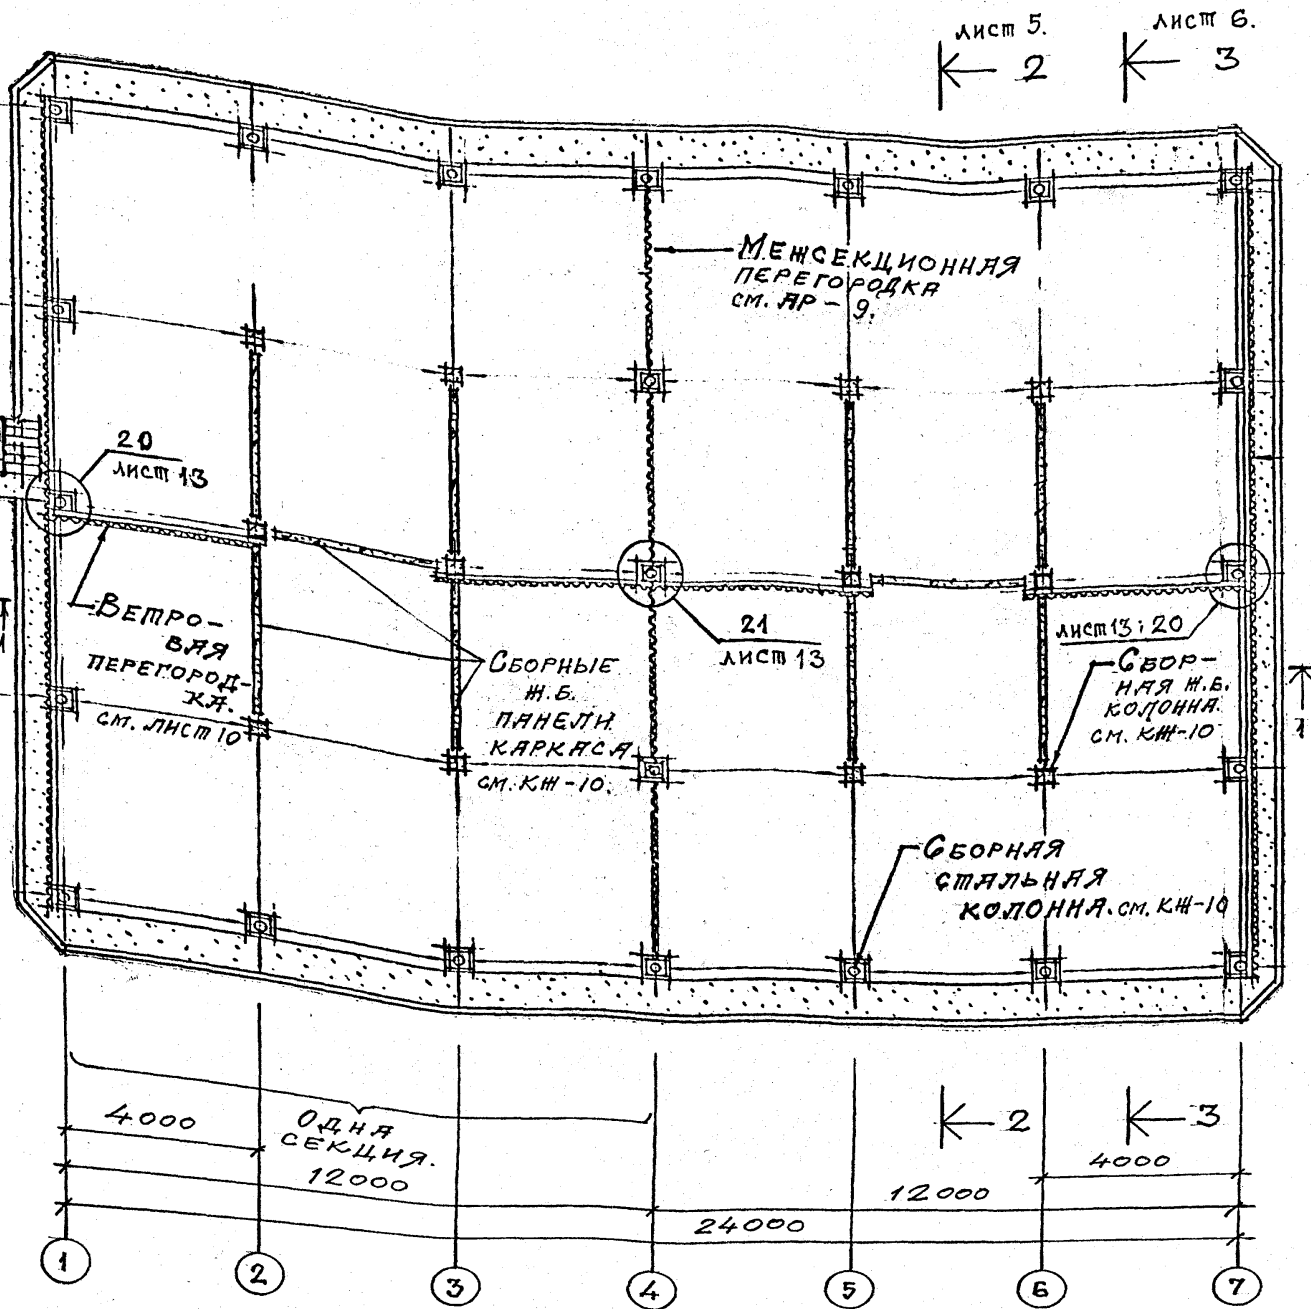 лист 5.
лист 6.
2
3
МЕЖСЕКЦИОННАЯ
ПЕРЕГОРОДКА
СМ. АР - 9.
20
лист 13
ВЕТРО-
ВАЯ
ПЕРЕГОРОД-
КА.
СМ. ЛИСТ 10
СБОРНЫЕ
Ж.Б.
ПАНЕЛИ
КАРКАСА
СМ. КЖ-10.
21
лист 13
лист 13; 20
СБОР-
НАЯ Ж.Б.
КОЛОННА
СМ. КЖ-10
1
1
СБОРНАЯ
СТАЛЬНАЯ
КОЛОННА. СМ. КЖ-10
2
3
4000
ОДНА
СЕКЦИЯ.
4000
12000
12000
24000
1
2
3
4
5
6
7